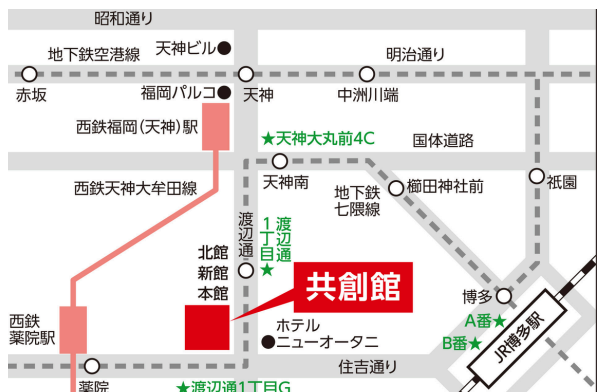 昭和通り
地下鉄空港線
天神ビル
明治通り
赤坂
福岡パルコ
天神
中洲川端
西鉄福岡(天神)駅
★天神大丸前4C
国体道路
西鉄天神大牟田線
天神南
地下鉄
七隈線
櫛田神社前
祇園
渡辺通
渡辺通
1丁目
★
北館
新館
本館
共創館
博多
A番★
B番★
JR博多駅
西鉄
薬院駅
ホテル
ニューオータニ
住吉通り
薬院
★渡辺通1丁目G